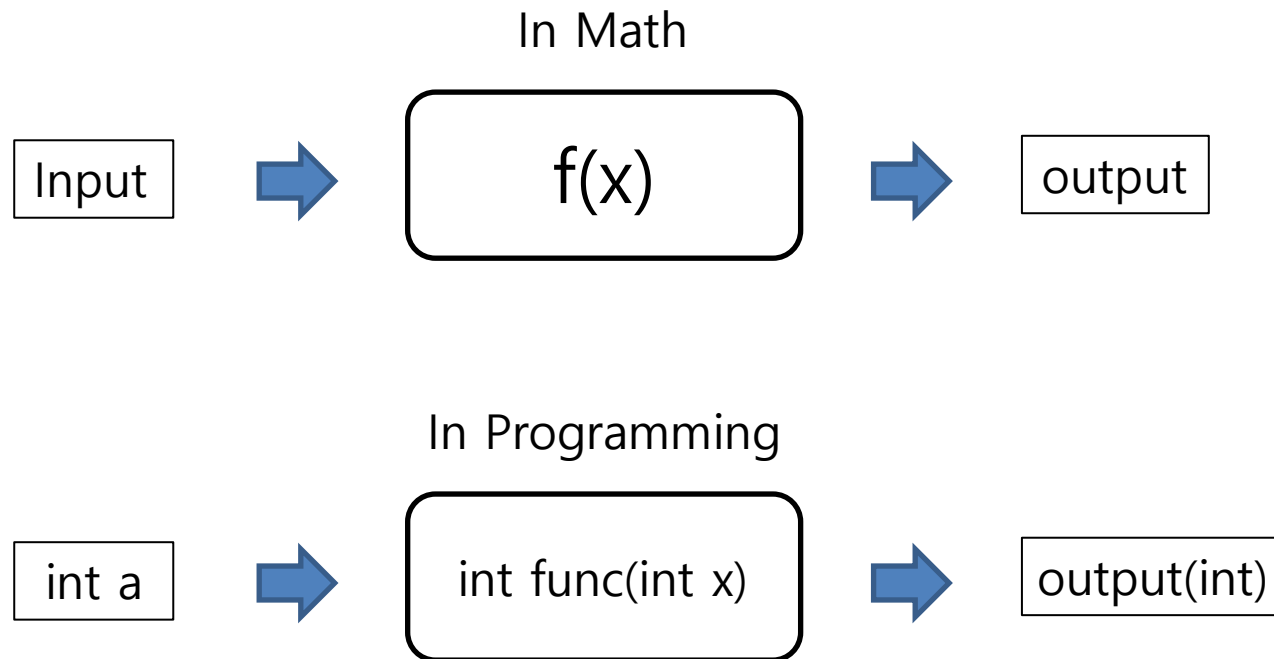 In Math
Input
f(x)
output
In Programming
int a
int func(int x)
output(int)